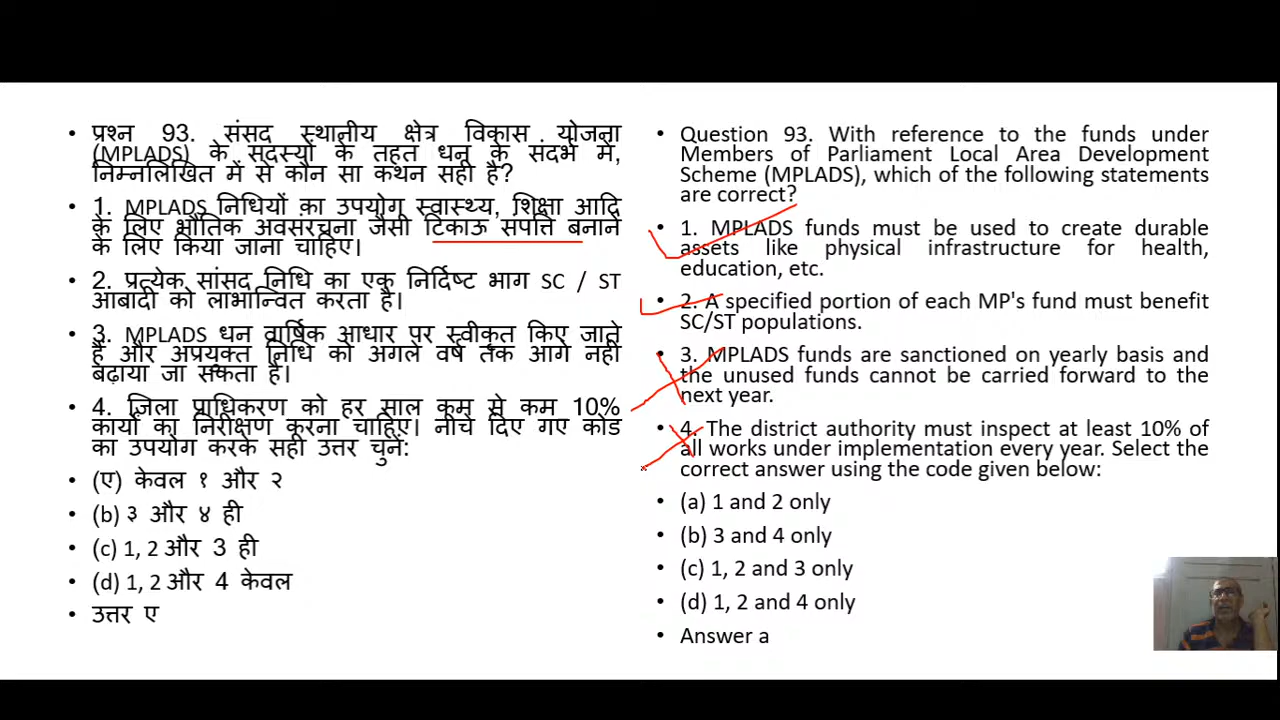 • प्रश्न 93. संसद स्थानीय क्षेत्र विकास योजना
(MPLADS) के सदस्यों के तहत धन के संदर्भ में,
निम्नलिखित में से कौन सा कथन सही है?
• 1. MPLADS निधियों का उपयोग स्वास्थ्य, शिक्षा आदि
के लिए भौतिक अवसंरचना जैसी टिकाऊ संपत्ति बनाने
के लिए किया जाना चाहिए।
• 2. प्रत्येक सांसद निधि का एक निर्दिष्ट भाग SC / ST
आबादी को लाभान्वित करता है।
• 3. MPLADS धन वार्षिक आधार पर स्वीकृत किए जाते
हैं और अप्रयुक्त निधि को अगले वर्ष तक आगे नहीं
बढ़ाया जा सकता है।
• 4. जिला प्राधिकरण को हर साल कम से कम 10%
कार्यों का निरीक्षण करना चाहिए। नीचे दिए गए कोड
का उपयोग करके सही उत्तर चुनें:
• (ए) केवल १ और २
• (b) ३ और ४ ही
• (c) 1, 2 और 3 ही
• (d) 1, 2 और 4 केवल
• उत्तर ए
• Question 93. With reference to the funds under
Members of Parliament Local Area Development
Scheme (MPLADS), which of the following statements
are correct?
• 1. MPLADS funds must be used to create durable
assets like physical infrastructure for health,
education, etc.
• 2. A specified portion of each MP's fund must benefit
SC/ST populations.
• 3. MPLADS funds are sanctioned on yearly basis and
the unused funds cannot be carried forward to the
next year.
• 4. The district authority must inspect at least 10% of
all works under implementation every year. Select the
correct answer using the code given below:
• (a) 1 and 2 only
• (b) 3 and 4 only
• (c) 1, 2 and 3 only
• (d) 1, 2 and 4 only
• Answer a